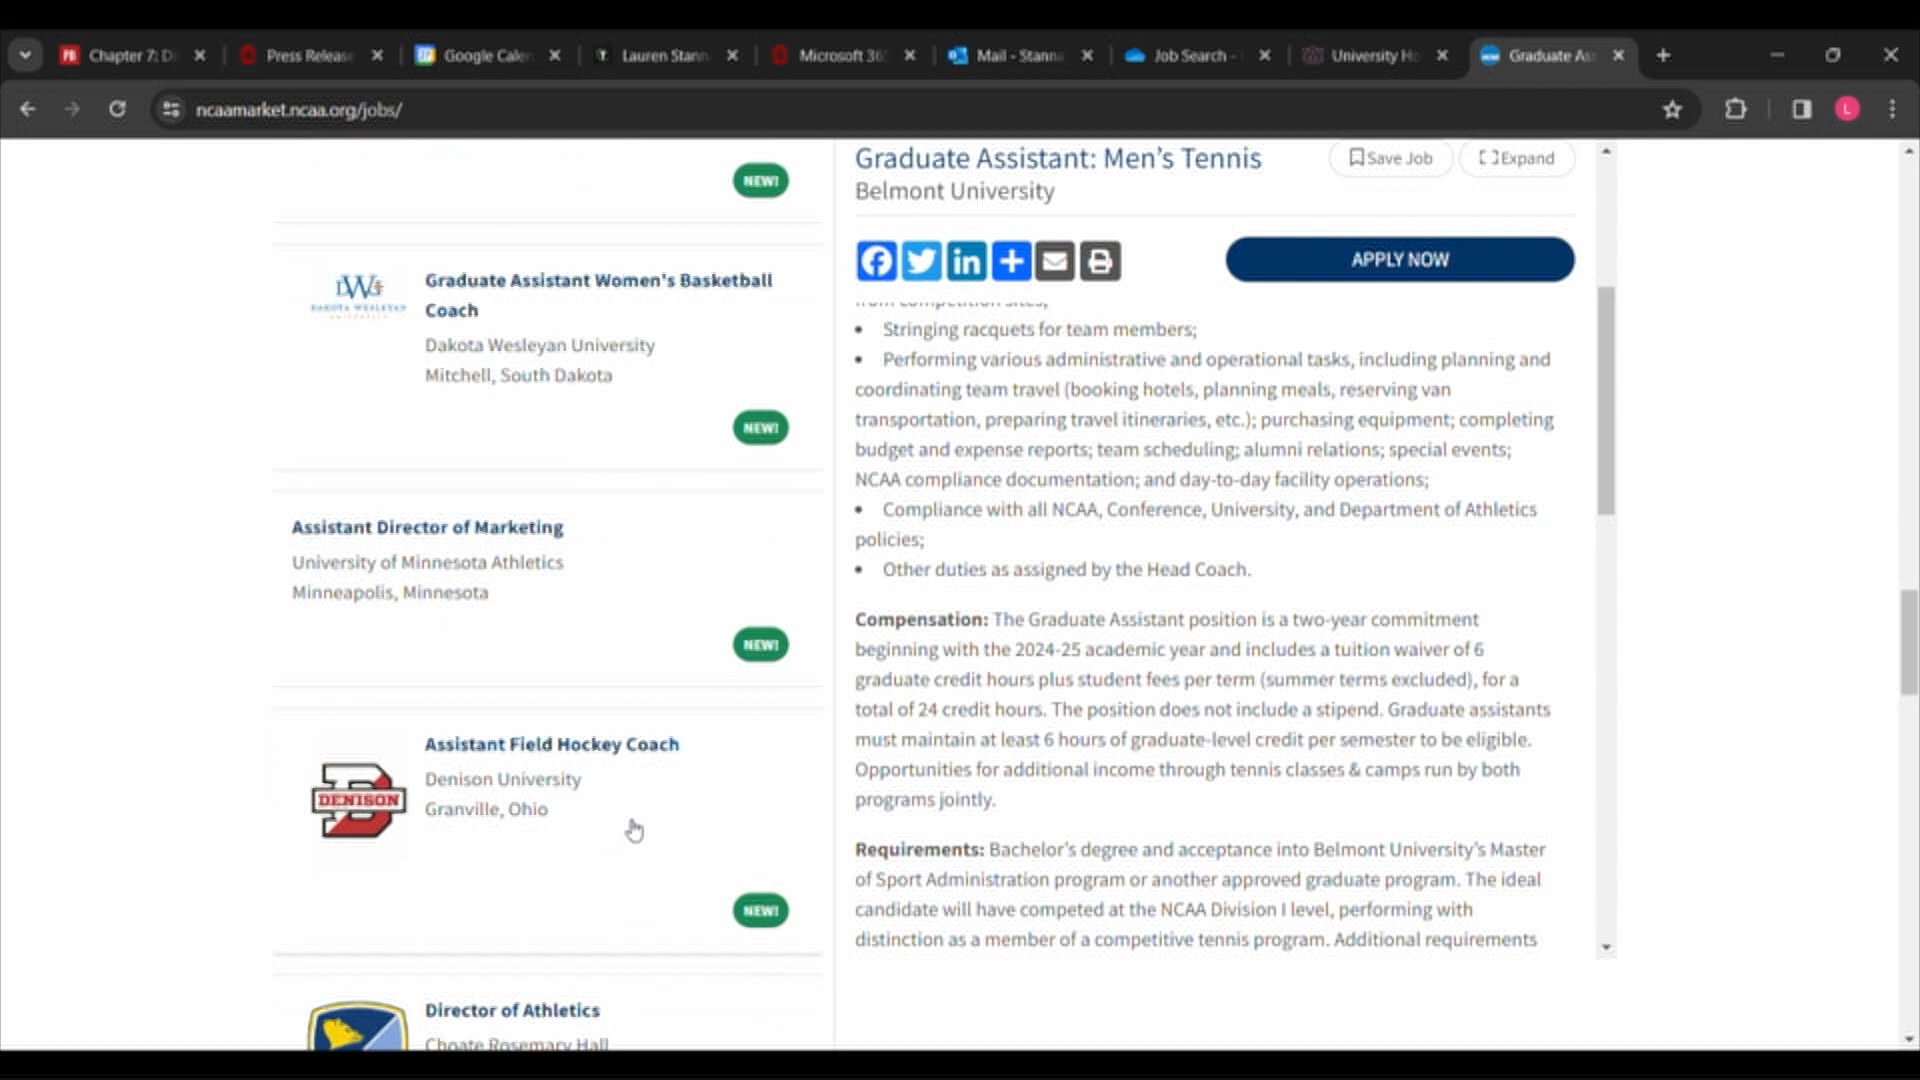 Chapter 7: D
Press Release
Google Calen
Lauren Stann
Microsoft 36
Mail - Stanna
Job Search -
University Ho
Graduate As
ncaamarket.ncaa.org/jobs/
L
NEW!
DAKOTA WESLEYAN
Graduate Assistant Women's Basketball
Coach
Dakota Wesleyan University
Mitchell, South Dakota
NEW!
Assistant Director of Marketing
University of Minnesota Athletics
Minneapolis, Minnesota
NEW!
DENISON
Assistant Field Hockey Coach
Denison University
Granville, Ohio
NEW!
Director of Athletics
Choate Rosemary Hall
Graduate Assistant: Men’s Tennis
Save Job
Expand
Belmont University
APPLY NOW
from competition sites;
• Stringing racquets for team members;
• Performing various administrative and operational tasks, including planning and
coordinating team travel (booking hotels, planning meals, reserving van
transportation, preparing travel itineraries, etc.); purchasing equipment; completing
budget and expense reports; team scheduling; alumni relations; special events;
NCAA compliance documentation; and day-to-day facility operations;
• Compliance with all NCAA, Conference, University, and Department of Athletics
policies;
• Other duties as assigned by the Head Coach.
Compensation: The Graduate Assistant position is a two-year commitment
beginning with the 2024-25 academic year and includes a tuition waiver of 6
graduate credit hours plus student fees per term (summer terms excluded), for a
total of 24 credit hours. The position does not include a stipend. Graduate assistants
must maintain at least 6 hours of graduate-level credit per semester to be eligible.
Opportunities for additional income through tennis classes & camps run by both
programs jointly.
Requirements: Bachelor’s degree and acceptance into Belmont University’s Master
of Sport Administration program or another approved graduate program. The ideal
candidate will have competed at the NCAA Division I level, performing with
distinction as a member of a competitive tennis program. Additional requirements